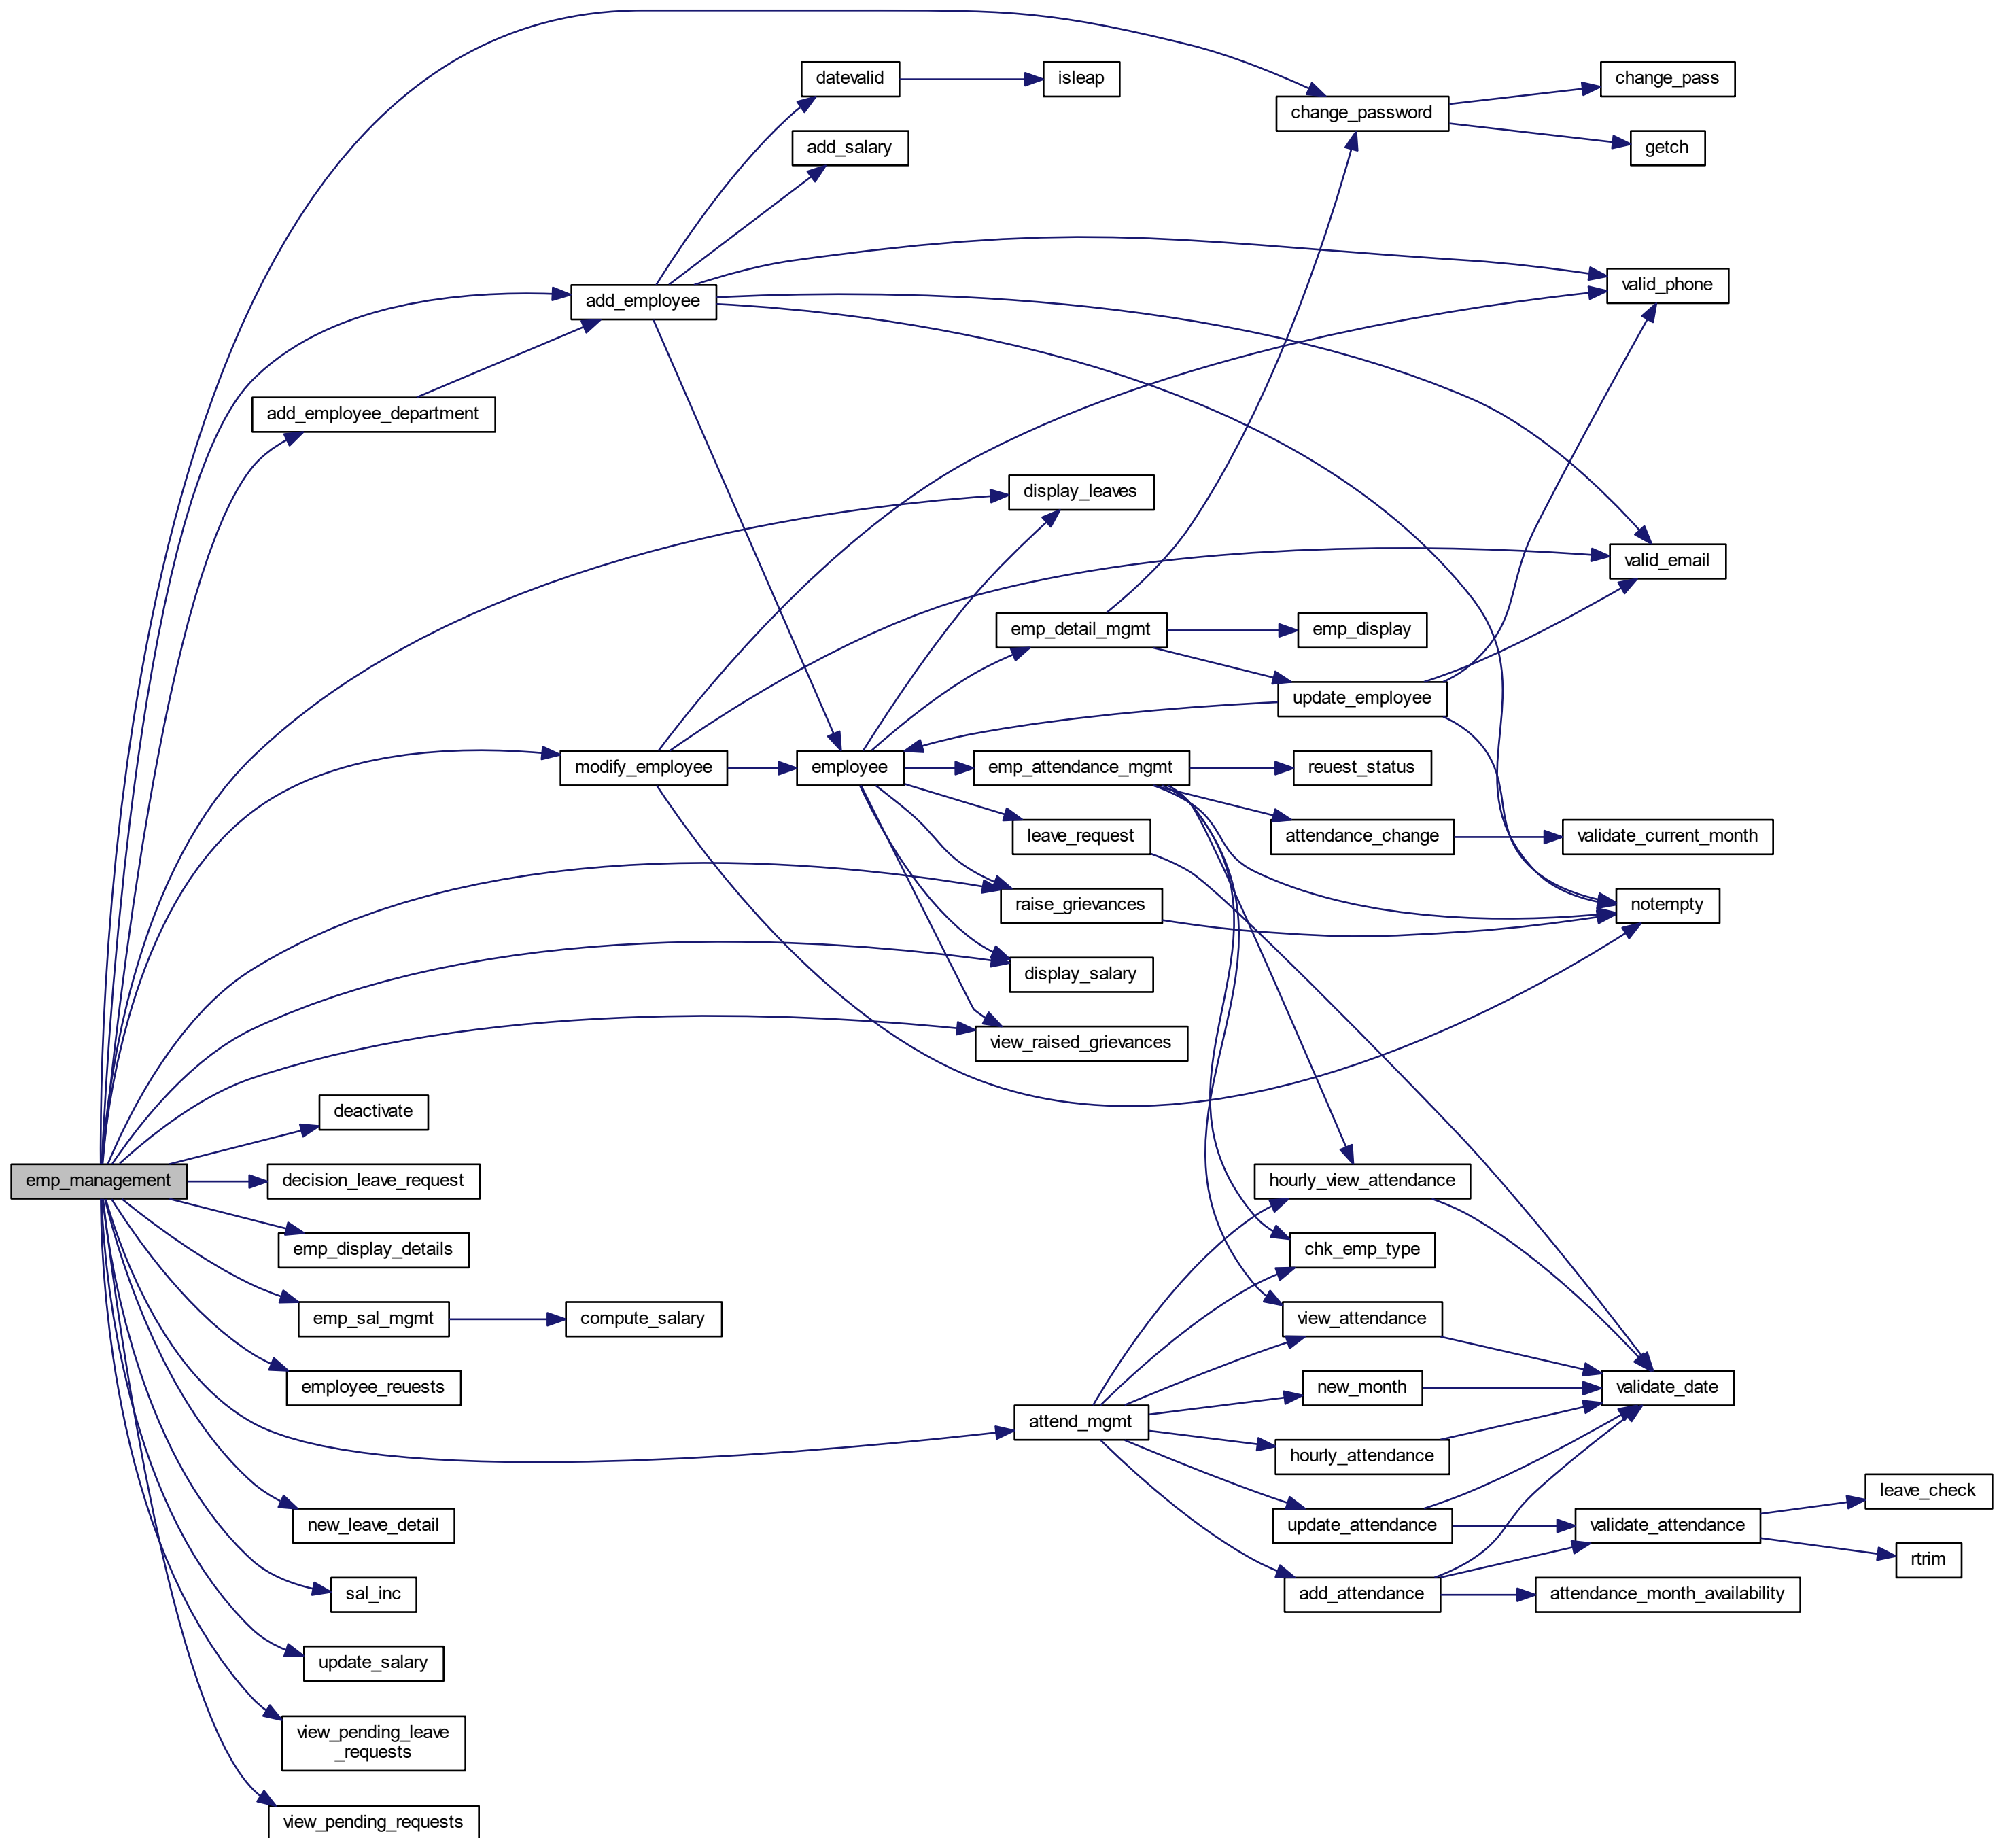 datevalid
isleap
change_pass
change_password
add_salary
getch
valid_phone
add_employee
add_employee_department
display_leaves
valid_email
emp_detail_mgmt
emp_display
update_employee
modify_employee
employee
emp_attendance_mgmt
reuest_status
leave_request
attendance_change
validate_current_month
raise_grievances
notempty
display_salary
view_raised_grievances
deactivate
emp_management
decision_leave_request
hourly_view_attendance
emp_display_details
chk_emp_type
emp_sal_mgmt
compute_salary
view_attendance
employee_reuests
new_month
validate_date
attend_mgmt
hourly_attendance
leave_check
new_leave_detail
update_attendance
validate_attendance
rtrim
sal_inc
add_attendance
attendance_month_availability
update_salary
view_pending_leave
_requests
view_pending_requests